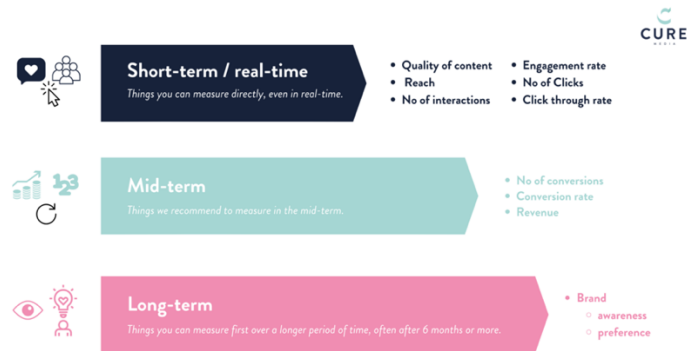 CURE
MEDIA
Short-term / real-time
Things you can measure directly, even in real-time.
• Quality of content
• Reach
• No of interactions
• Engagement rate
• No of Clicks
• Click through rate
123
Mid-term
Things we recommend to measure in the mid-term.
• No of conversions
• Conversion rate
• Revenue
Long-term
Things you can measure first over a longer period of time, often after 6 months or more.
• Brand
○ awareness
○ preference